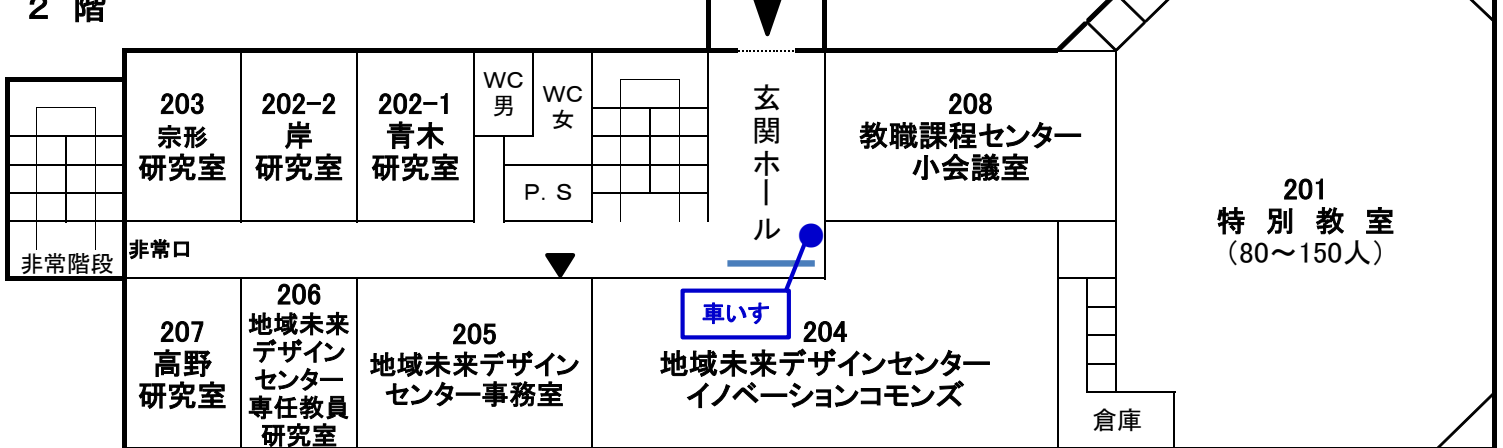 2 階
203
宗形
研究室
202-2
岸
研究室
202-1
青木
研究室
WC
男
WC
女
P. S
玄関ホール
208
教職課程センター
小会議室
201
特 別 教 室
(80～150人)
非常階段
非常口
車いす
207
高野
研究室
206
地域未来
デザイン
センター
専任教員
研究室
205
地域未来デザイン
センター事務室
204
地域未来デザインセンター
イノベーションコモンズ
倉庫